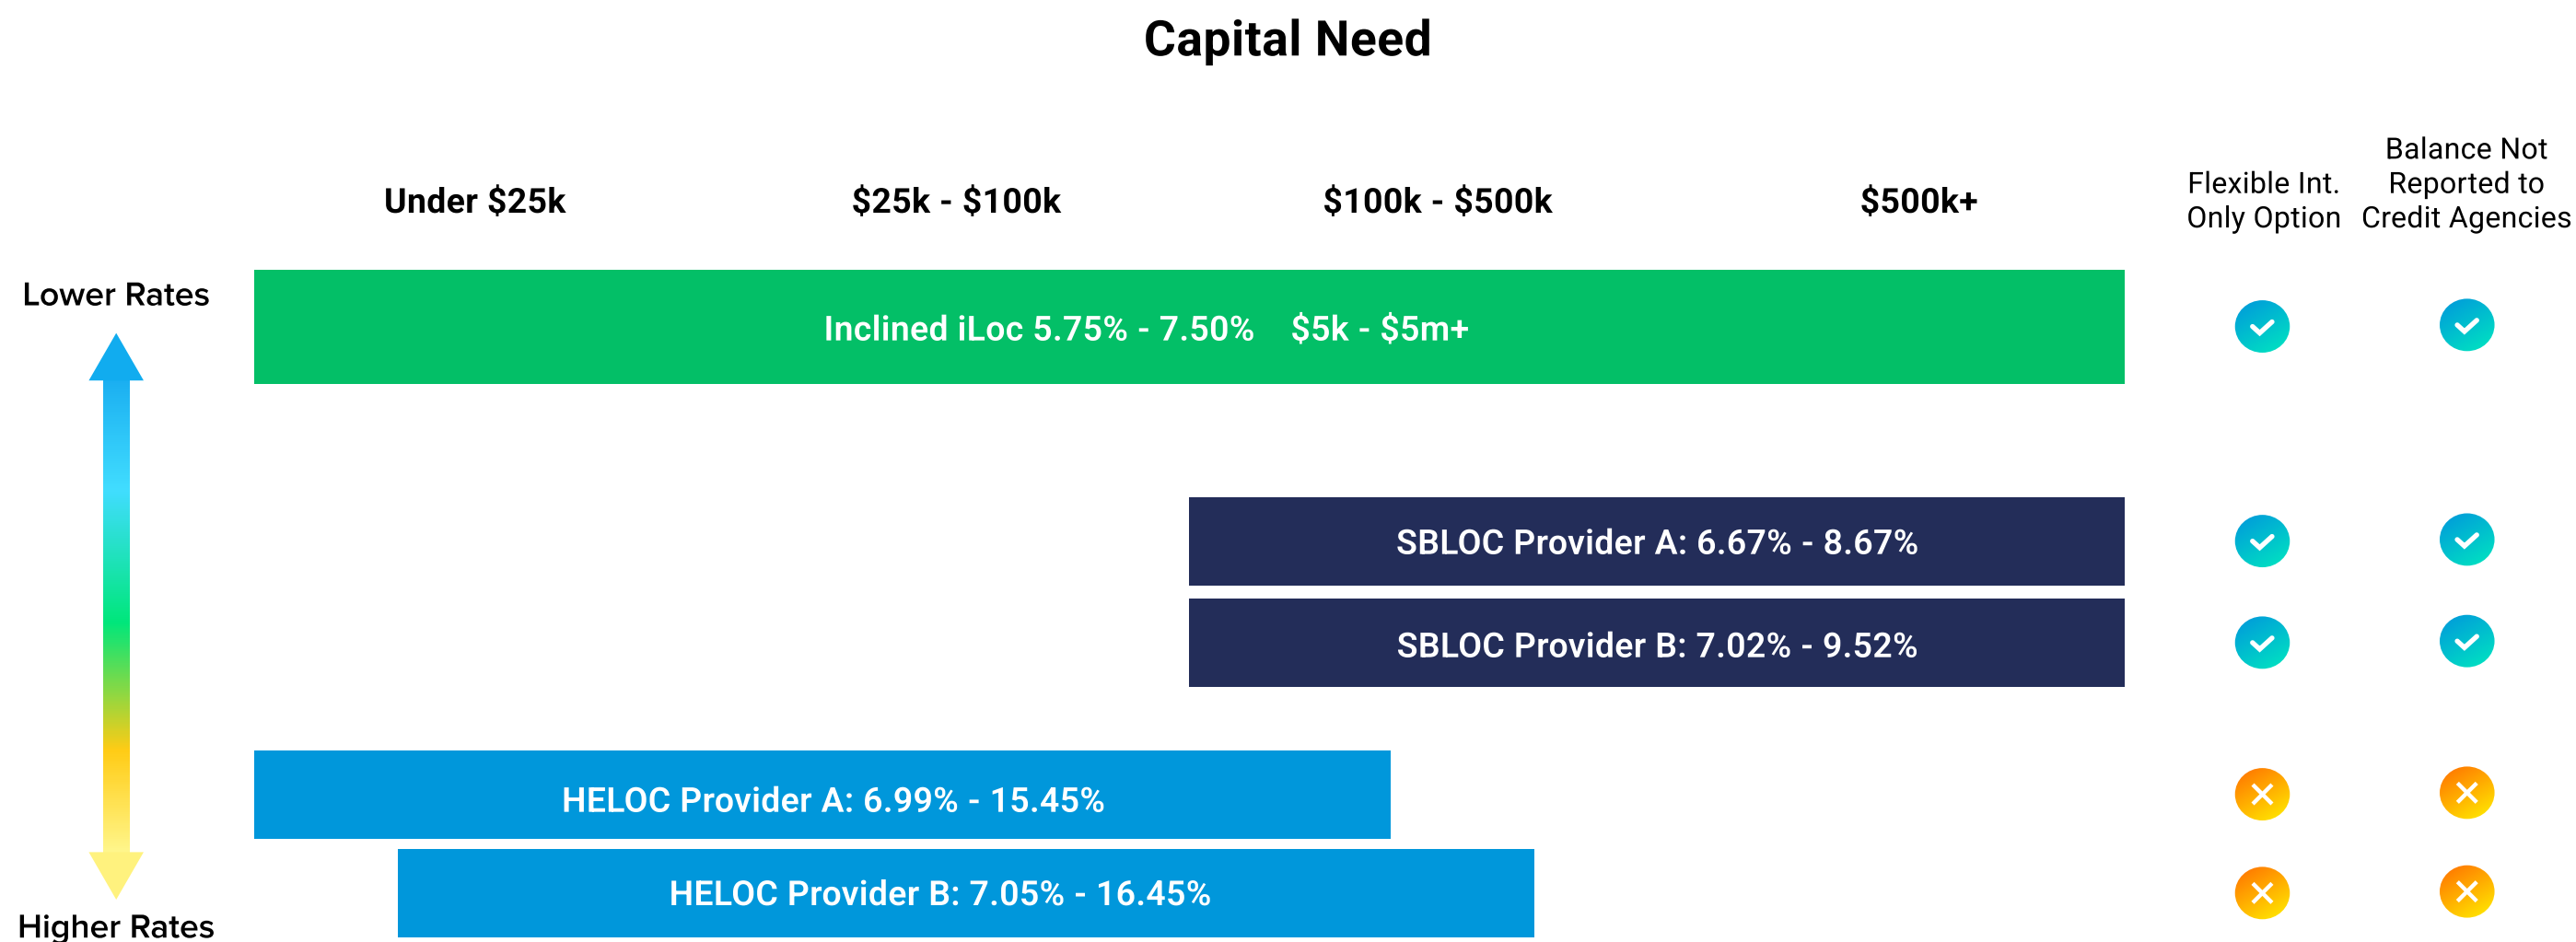 Capital Need
Under $25k
$25k - $100k
$100k - $500k
$500k+
Flexible Int.
Only Option
Balance Not
Reported to
Credit Agencies
Lower Rates
Inclined iLoc 5.75% - 7.50% $5k - $5m+
SBLOC Provider A: 6.67% - 8.67%
SBLOC Provider B: 7.02% - 9.52%
HELOC Provider A: 6.99% - 15.45%
HELOC Provider B: 7.05% - 16.45%
Higher Rates